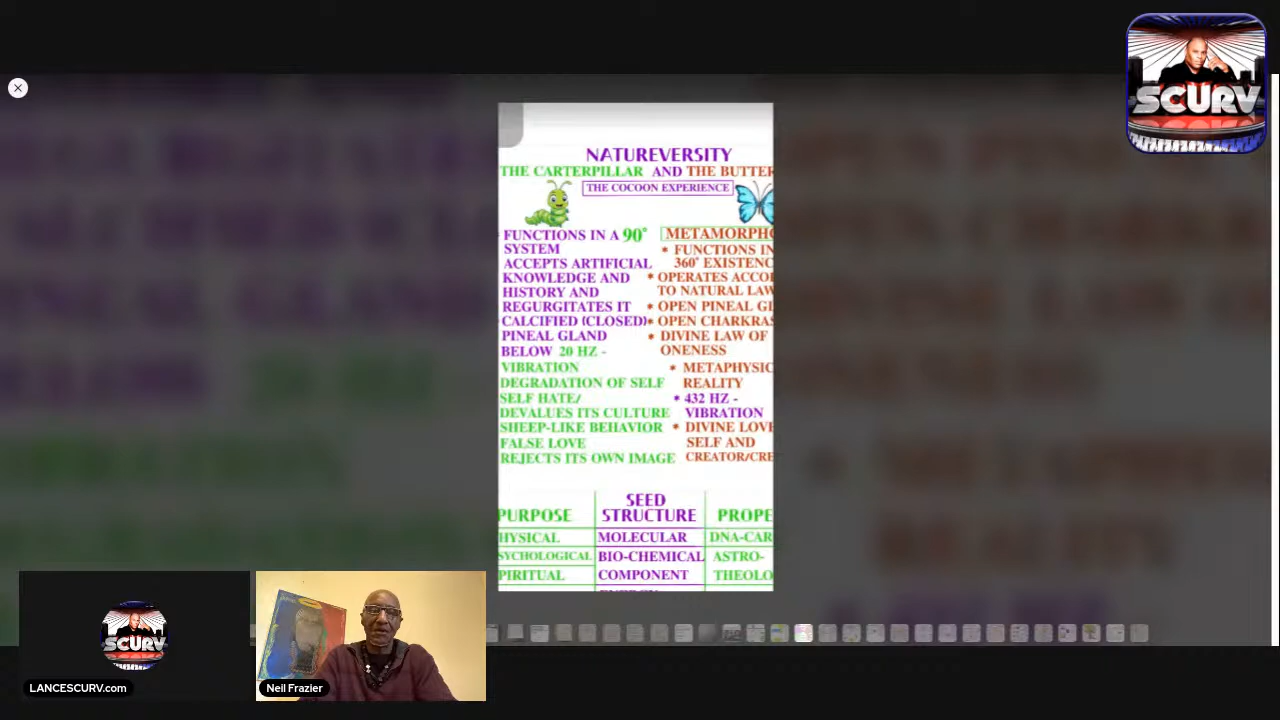 SCURV
NATUREVERSITY
THE CARTERPILLAR AND THE BUTTER
THE COCOON EXPERIENCE
FUNCTIONS IN A 90°
SYSTEM
ACCEPTS ARTIFICIAL
KNOWLEDGE AND
HISTORY AND
REGURGITATES IT
CALCIFIED (CLOSED)
PINEAL GLAND
BELOW 20 HZ -
VIBRATION
DEGRADATION OF SELF
SELF HATE/
DEVALUES ITS CULTURE
SHEEP-LIKE BEHAVIOR
FALSE LOVE
REJECTS ITS OWN IMAGE
METAMORPHO
* FUNCTIONS IN
360° EXISTENC
* OPERATES ACCOR
TO NATURAL LAW
* OPEN PINEAL GL
* OPEN CHARKRAS
* DIVINE LAW OF
ONENESS
* METAPHYSIC
REALITY
* 432 HZ -
VIBRATION
* DIVINE LOVE
SELF AND
CREATOR/CRE
PURPOSE
SEED
STRUCTURE
PROPE
HYSICAL MOLECULAR DNA-CAR
SYCHOLOGICAL BIO-CHEMICAL ASTRO-
PIRITUAL COMPONENT THEOLO
SCURV
LANCESCURV.com
Neil Frazier